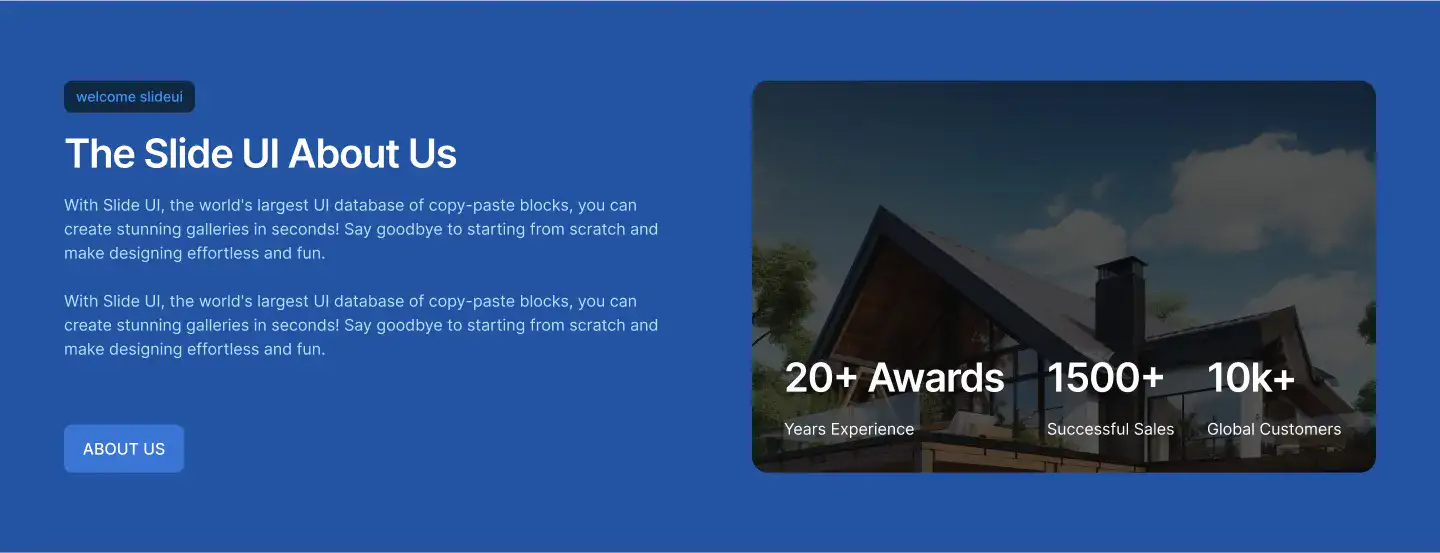 welcome slideui
The Slide UI About Us
With Slide UI, the world's largest UI database of copy-paste blocks, you can
create stunning galleries in seconds! Say goodbye to starting from scratch and
make designing effortless and fun.
With Slide UI, the world's largest UI database of copy-paste blocks, you can
create stunning galleries in seconds! Say goodbye to starting from scratch and
make designing effortless and fun.
ABOUT US
20+ Awards
Years Experience
1500+
Successful Sales
10k+
Global Customers